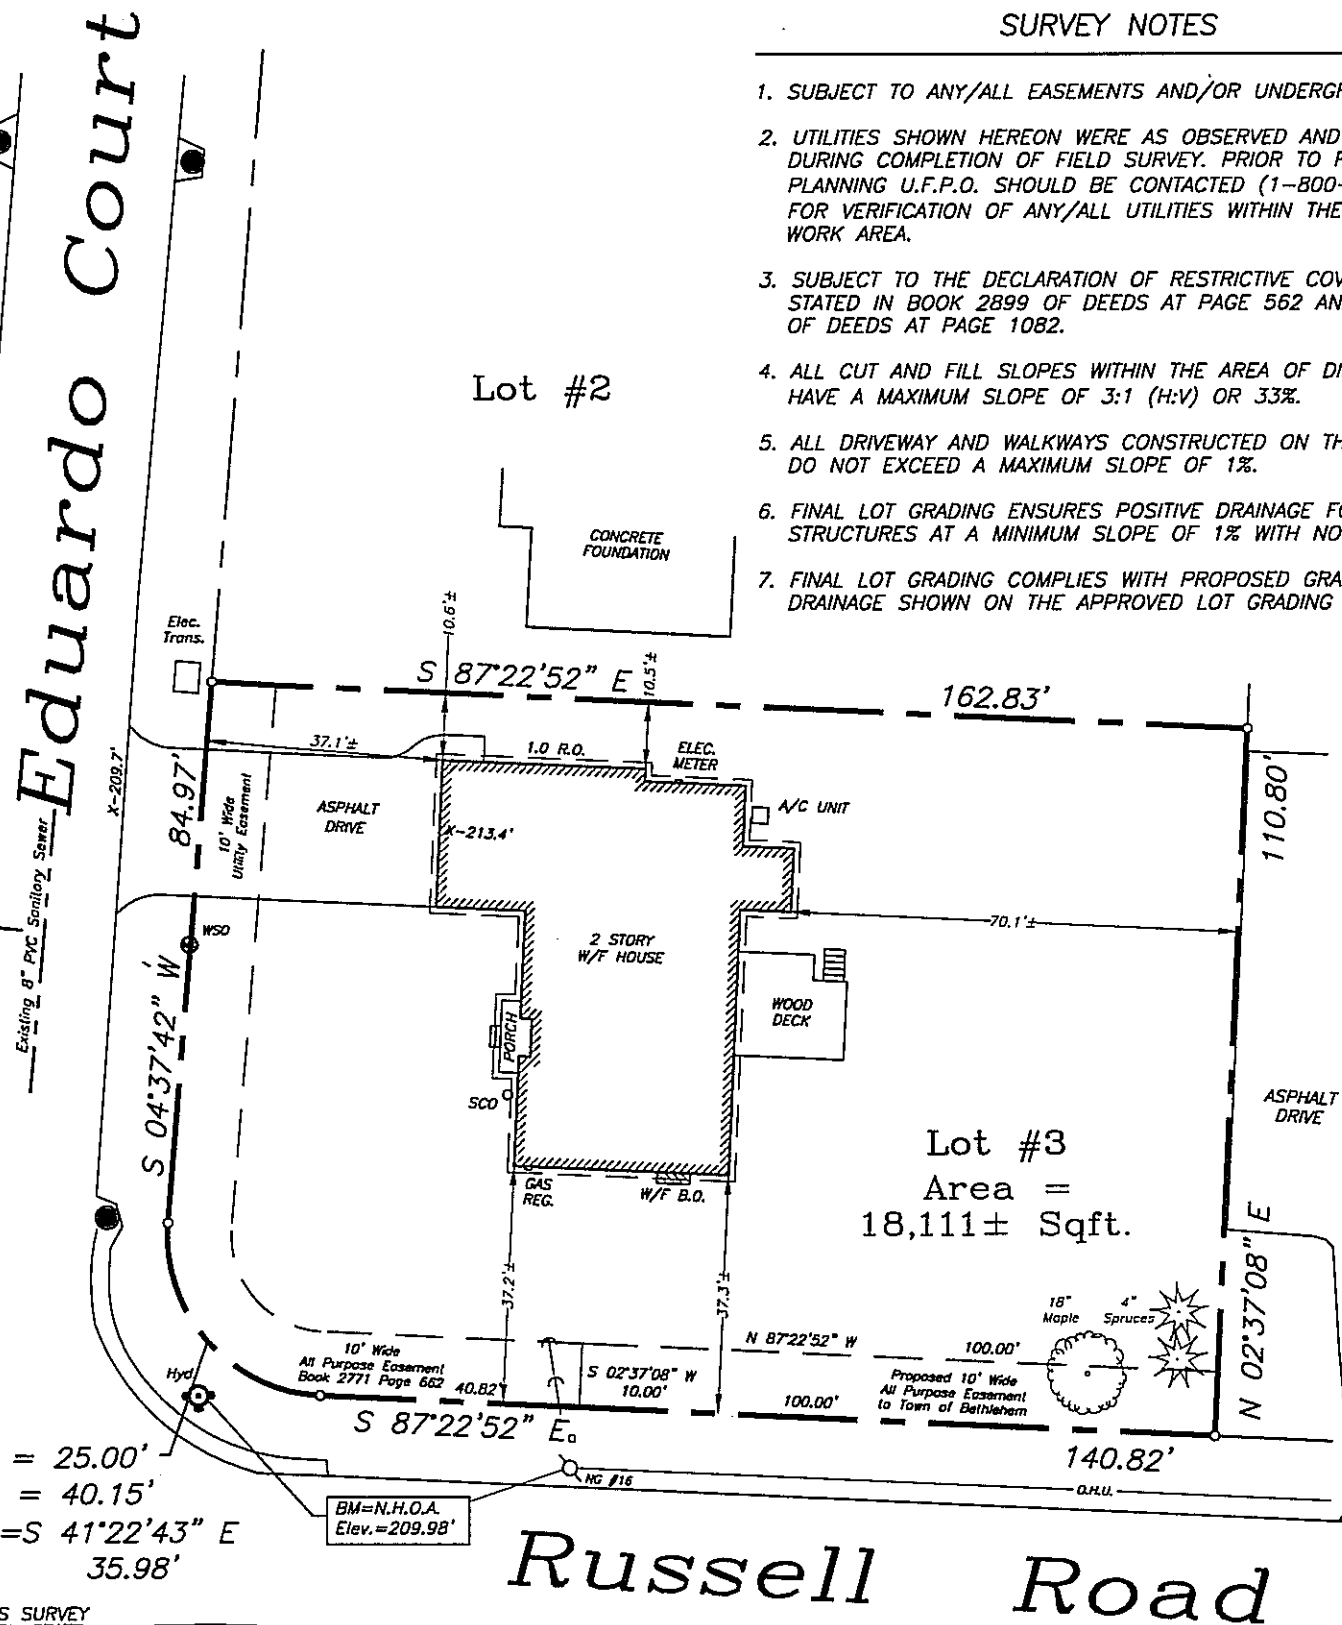 SURVEY NOTES
1. SUBJECT TO ANY/ALL EASEMENTS AND/OR
2. UTILITIES SHOWN HEREON WERE AS OBSERVED AND
DURING COMPLETION OF FIELD SURVEY. PRIOR TO
PLANNING U.F.P.O. SHOULD BE CONTACTED (1-800-
FOR VERIFICATION OF ANY/ALL UTILITIES WITHIN THE
WORK AREA.
3. SUBJECT TO THE DECLARATION OF RESTRICTIVE
STATED IN BOOK 2899 OF DEEDS AT PAGE 562
OF DEEDS AT PAGE 1082.
4. ALL CUT AND FILL SLOPES WITHIN THE AREA OF
HAVE A MAXIMUM SLOPE OF 3:1 (H:V) OR 33%.
5. ALL DRIVEWAY AND WALKWAYS CONSTRUCTED ON
DO NOT EXCEED A MAXIMUM SLOPE OF 1%.
6. FINAL LOT GRADING ENSURES POSITIVE DRAINAGE
STRUCTURES AT A MINIMUM SLOPE OF 1% WITH NO
7. FINAL LOT GRADING COMPLIES WITH PROPOSED
DRAINAGE SHOWN ON THE APPROVED LOT GRADING
Eduardo Court
Lot #2
CONCRETE
FOUNDATION
Elec.
Trans.
10.6'±
10.5'±
S 87°22'52" E
162.83'
37.1'±
1.0 R.O.
ELEC.
METER
A/C UNIT
X-209.7'
84.97'
10' Wide
Utility Easement
ASPHALT
DRIVE
X-213.4'
110.80'
Existing 8" PVC Sanitary Sewer
WSO
2 STORY
W/F HOUSE
70.1'±
S 04°37'42" W
PORCH
WOOD
DECK
SCO
ASPHALT
DRIVE
Lot #3
Area =
18,111± Sqft.
GAS
REG.
W/F B.O.
N 02°37'08" E
37.2'±
37.3'±
18"
Maple
4"
Spruces
N 87°22'52" W
100.00'
10' Wide
All Purpose Easement
Book 2771 Page 662
40.82'
S 02°37'08" W
10.00'
100.00'
Proposed 10' Wide
All Purpose Easement
to Town of Bethlehem
Hyd.
S 87°22'52" E
140.82'
= 25.00'
= 40.15'
=S 41°22'43" E
35.98'
NG #16
O.H.U.
BM=N.H.O.A.
Elev.=209.98'
Russell Road
S SURVEY